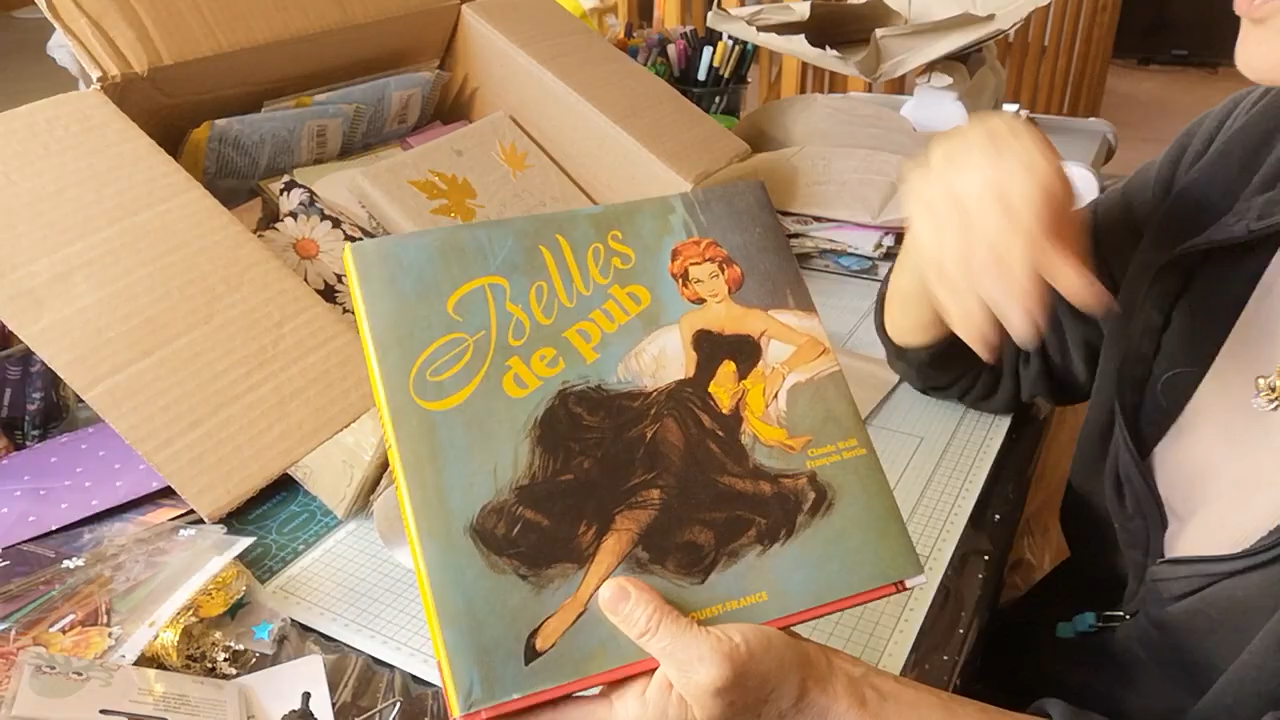 Belles
de pub
Claude Weill
François Bertin
OUEST-FRANCE